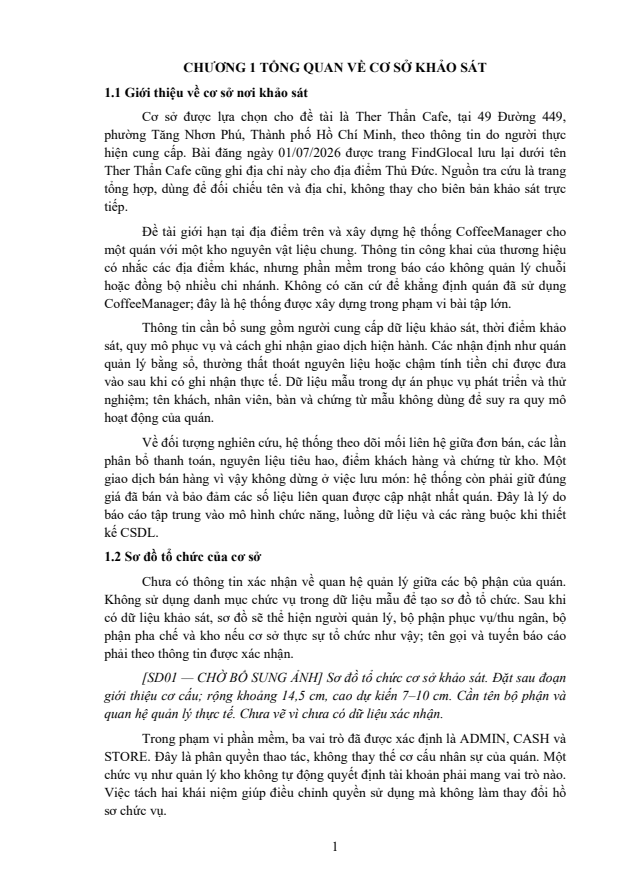 CHƯƠNG 1 TỔNG QUAN VỀ CƠ SỞ KHẢO SÁT
1.1 Giới thiệu về cơ sở nơi khảo sát
Cơ sở được lựa chọn cho đề tài là Ther Thẩn Cafe, tại 49 Đường 449,
phường Tăng Nhơn Phú, Thành phố Hồ Chí Minh, theo thông tin do người thực
hiện cung cấp. Bài đăng ngày 01/07/2026 được trang FindGlocal lưu lại dưới tên
Ther Thẩn Cafe cũng ghi địa chỉ này cho địa điểm Thủ Đức. Nguồn tra cứu là trang
tổng hợp, dùng để đối chiếu tên và địa chỉ, không thay cho biên bản khảo sát trực
tiếp.
Đề tài giới hạn tại địa điểm trên và xây dựng hệ thống CoffeeManager cho
một quán với một kho nguyên vật liệu chung. Thông tin công khai của thương hiệu
có nhắc các địa điểm khác, nhưng phần mềm trong báo cáo không quản lý chuỗi
hoặc đồng bộ nhiều chi nhánh. Không có căn cứ để khẳng định quán đã sử dụng
CoffeeManager; đây là hệ thống được xây dựng trong phạm vi bài tập lớn.
Thông tin cần bổ sung gồm người cung cấp dữ liệu khảo sát, thời điểm khảo
sát, quy mô phục vụ và cách ghi nhận giao dịch hiện hành. Các nhận định như quán
quản lý bằng sổ, thường thất thoát nguyên liệu hoặc chậm tính tiền chỉ được đưa
vào sau khi có ghi nhận thực tế. Dữ liệu mẫu trong dự án phục vụ phát triển và thử
nghiệm; tên khách, nhân viên, bàn và chứng từ mẫu không dùng để suy ra quy mô
hoạt động của quán.
Về đối tượng nghiên cứu, hệ thống theo dõi mối liên hệ giữa đơn bán, các lần
phân bổ thanh toán, nguyên liệu tiêu hao, điểm khách hàng và chứng từ kho. Một
giao dịch bán hàng vì vậy không dừng ở việc lưu món: hệ thống còn phải giữ đúng
giá đã bán và bảo đảm các số liệu liên quan được cập nhật nhất quán. Đây là lý do
báo cáo tập trung vào mô hình chức năng, luồng dữ liệu và các ràng buộc khi thiết
kế CSDL.
1.2 Sơ đồ tổ chức của cơ sở
Chưa có thông tin xác nhận về quan hệ quản lý giữa các bộ phận của quán.
Không sử dụng danh mục chức vụ trong dữ liệu mẫu để tạo sơ đồ tổ chức. Sau khi
có dữ liệu khảo sát, sơ đồ sẽ thể hiện người quản lý, bộ phận phục vụ/thu ngân, bộ
phận pha chế và kho nếu cơ sở thực sự tổ chức như vậy; tên gọi và tuyến báo cáo
phải theo thông tin được xác nhận.
[SD01 — CHỜ BỔ SUNG ẢNH] Sơ đồ tổ chức cơ sở khảo sát. Đặt sau đoạn
giới thiệu cơ cấu; rộng khoảng 14,5 cm, cao dự kiến 7–10 cm. Cần tên bộ phận và
quan hệ quản lý thực tế. Chưa vẽ vì chưa có dữ liệu xác nhận.
Trong phạm vi phần mềm, ba vai trò đã được xác định là ADMIN, CASH và
STORE. Đây là phân quyền thao tác, không thay thế cơ cấu nhân sự của quán. Một
chức vụ như quản lý kho không tự động quyết định tài khoản phải mang vai trò nào.
Việc tách hai khái niệm giúp điều chỉnh quyền sử dụng mà không làm thay đổi hồ
sơ chức vụ.
1